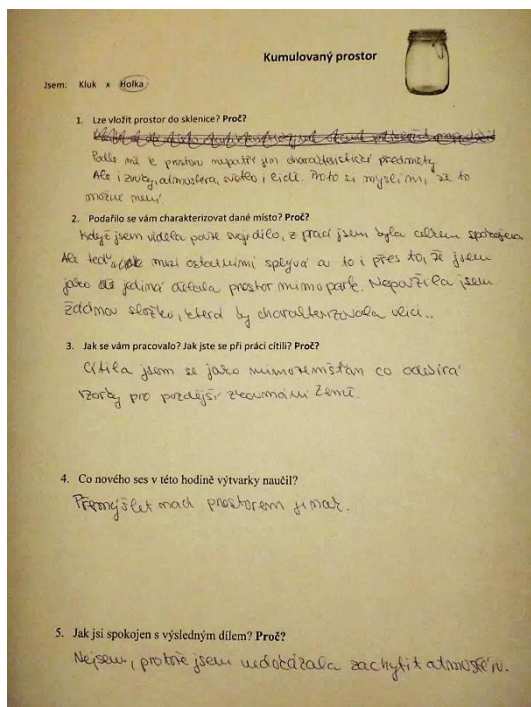 Kumulovaný prostor
Jsem: Kluk x Holka
1. Lze vložit prostor do sklenice? Proč?
Podle mě k prostoru nepatří jen charakteristické předměty.
Ale i zvuky, atmosféra, světlo, i lidé. Proto si myslím, že to
možné není.
2. Podařilo se vám charakterizovat dané místo? Proč?
Když jsem viděla pouze svoje dílo, z prací jsem byla celkem spokojena
Ale teď mezi ostatními splývá a to i přes to, že jsem
jako jediná dělala prostor mimo park. Nepoužila jsem
žádnou složku, která by charakterizovala ulici..
3. Jak se vám pracovalo? Jak jste se při práci cítili? Proč?
Cítila jsem se jako mimozemšťan co odebírá
vzorky pro pozdější zkoumání Země.
4. Co nového ses v této hodině výtvarky naučil?
Přemýšlet nad prostorem jinak.
5. Jak jsi spokojen s výsledným dílem? Proč?
Nejsem, protože jsem nedokázala zachytit atmosféru.